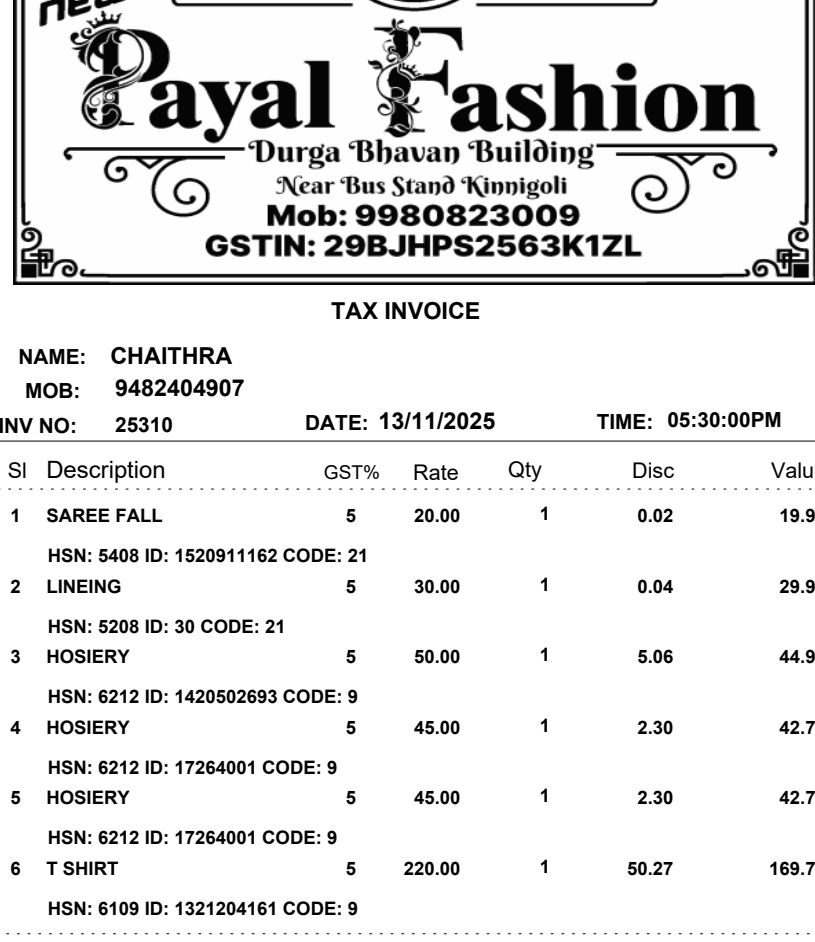 new
Payal Fashion
Durga Bhavan Building
Near Bus Stand Kinnigoli
Mob: 9980823009
GSTIN: 29BJHPS2563K1ZL
TAX INVOICE
NAME: CHAITHRA
MOB: 9482404907
INV NO: 25310 DATE: 13/11/2025 TIME: 05:30:00PM
Sl Description GST% Rate Qty Disc Valu
1 SAREE FALL 5 20.00 1 0.02 19.9
HSN: 5408 ID: 1520911162 CODE: 21
2 LINEING 5 30.00 1 0.04 29.9
HSN: 5208 ID: 30 CODE: 21
3 HOSIERY 5 50.00 1 5.06 44.9
HSN: 6212 ID: 1420502693 CODE: 9
4 HOSIERY 5 45.00 1 2.30 42.7
HSN: 6212 ID: 17264001 CODE: 9
5 HOSIERY 5 45.00 1 2.30 42.7
HSN: 6212 ID: 17264001 CODE: 9
6 T SHIRT 5 220.00 1 50.27 169.7
HSN: 6109 ID: 1321204161 CODE: 9